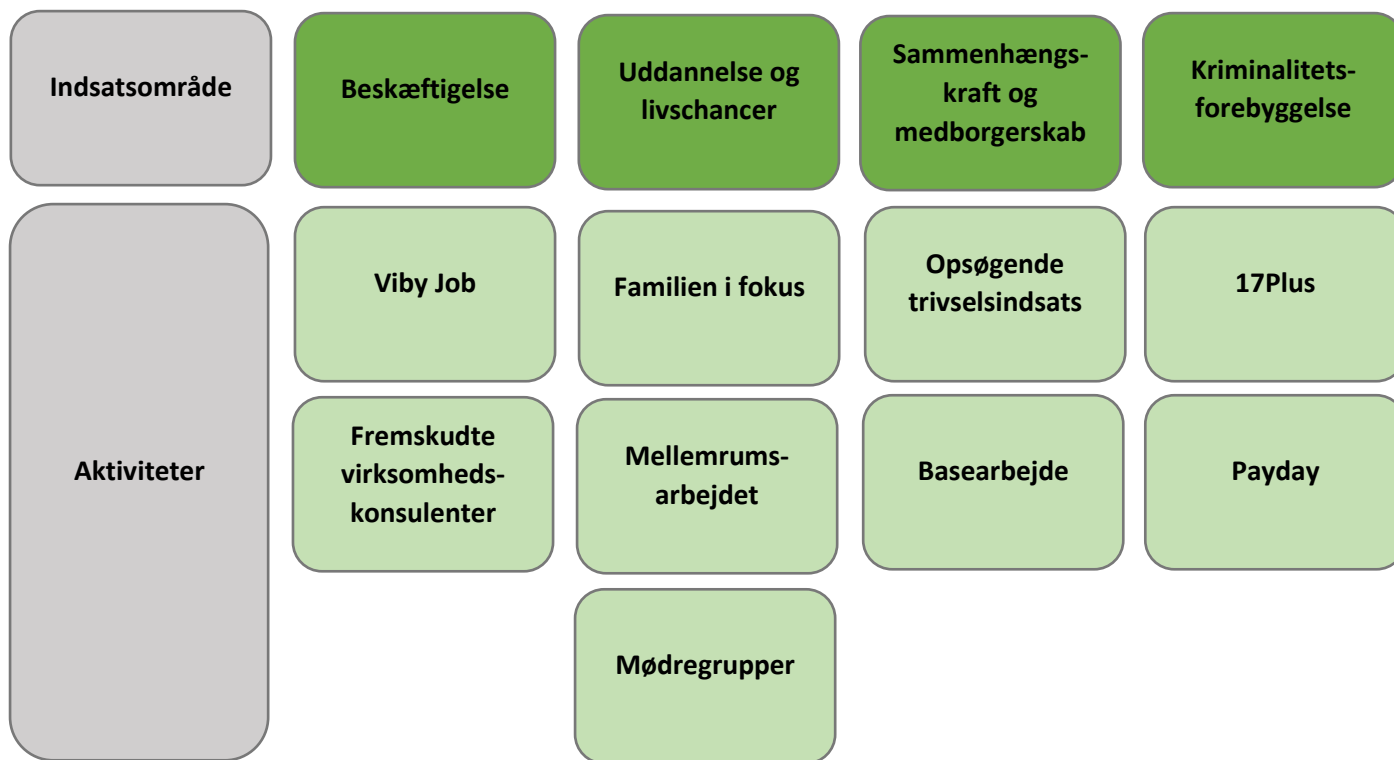 Indsatsområde
Beskæftigelse
Uddannelse og
livschancer
Sammenhængs-
kraft og
medborgerskab
Kriminalitets-
forebyggelse
Aktiviteter
Viby Job
Familien i fokus
Opsøgende
trivselsindsats
17Plus
Fremskudte
virksomheds-
konsulenter
Mellemrums-
arbejdet
Basearbejde
Payday
Mødregrupper